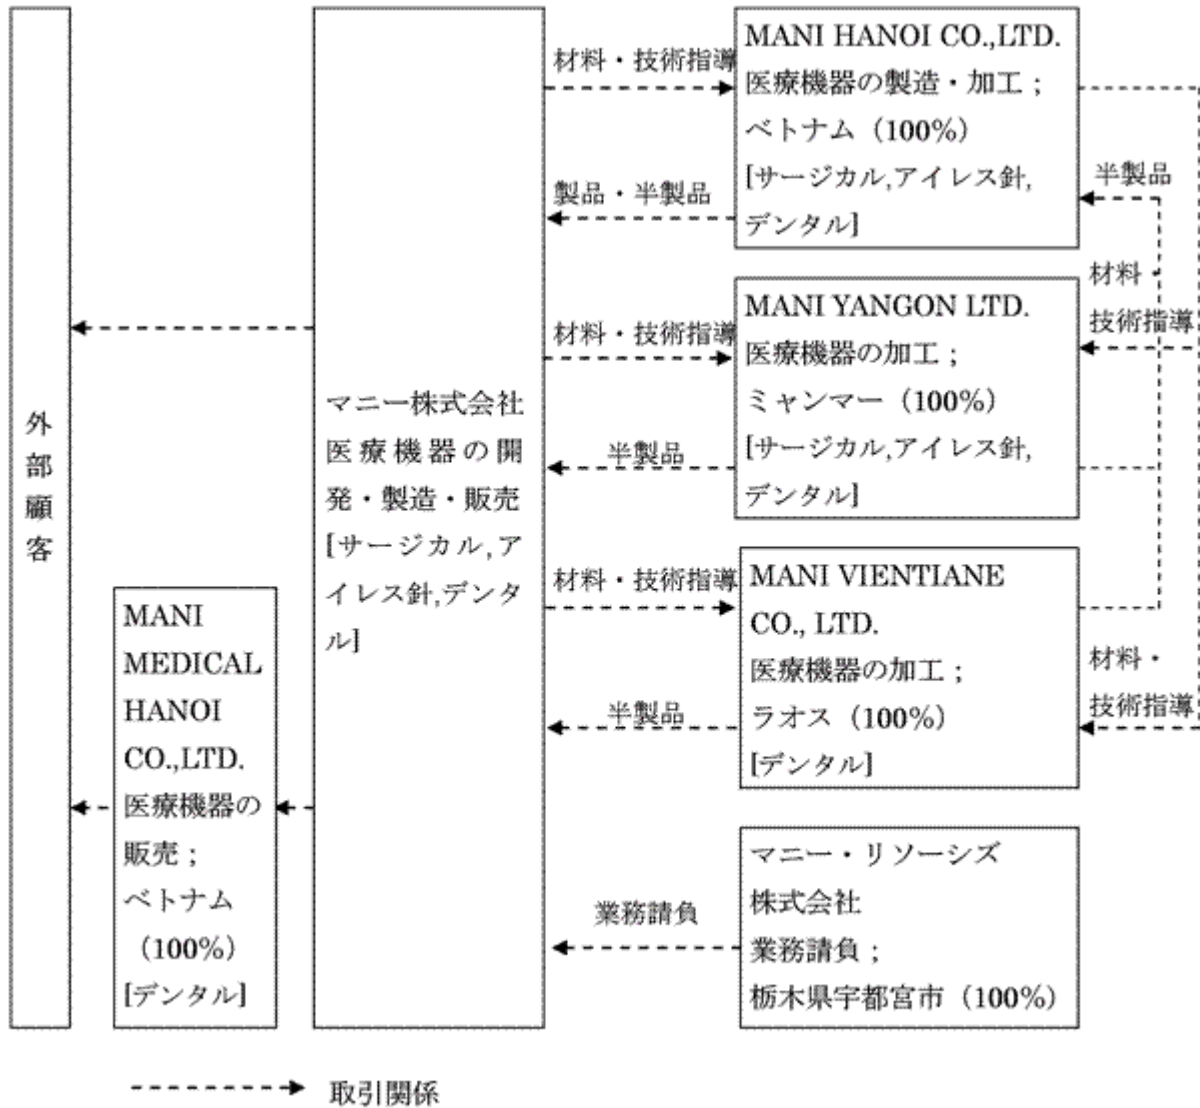 外
部
顧
客
MANI
MEDICAL
HANOI
CO.,LTD.
医療機器の
販売；
ベトナム
（100%）
[デンタル]
マニー株式会社
医療機器の開
発・製造・販売
[サージカル,ア
イレス針,デンタ
ル]
材料・技術指導
製品・半製品
材料・技術指導
半製品
材料・技術指導
半製品
業務請負
MANI HANOI CO.,LTD.
医療機器の製造・加工；
ベトナム（100%）
[サージカル,アイレス針,
デンタル]
MANI YANGON LTD.
医療機器の加工；
ミャンマー（100%）
[サージカル,アイレス針,
デンタル]
MANI VIENTIANE
CO., LTD.
医療機器の加工；
ラオス（100%）
[デンタル]
マニー・リソーシズ
株式会社
業務請負；
栃木県宇都宮市（100%）
半製品
材料・
技術指導
材料・
技術指導
取引関係